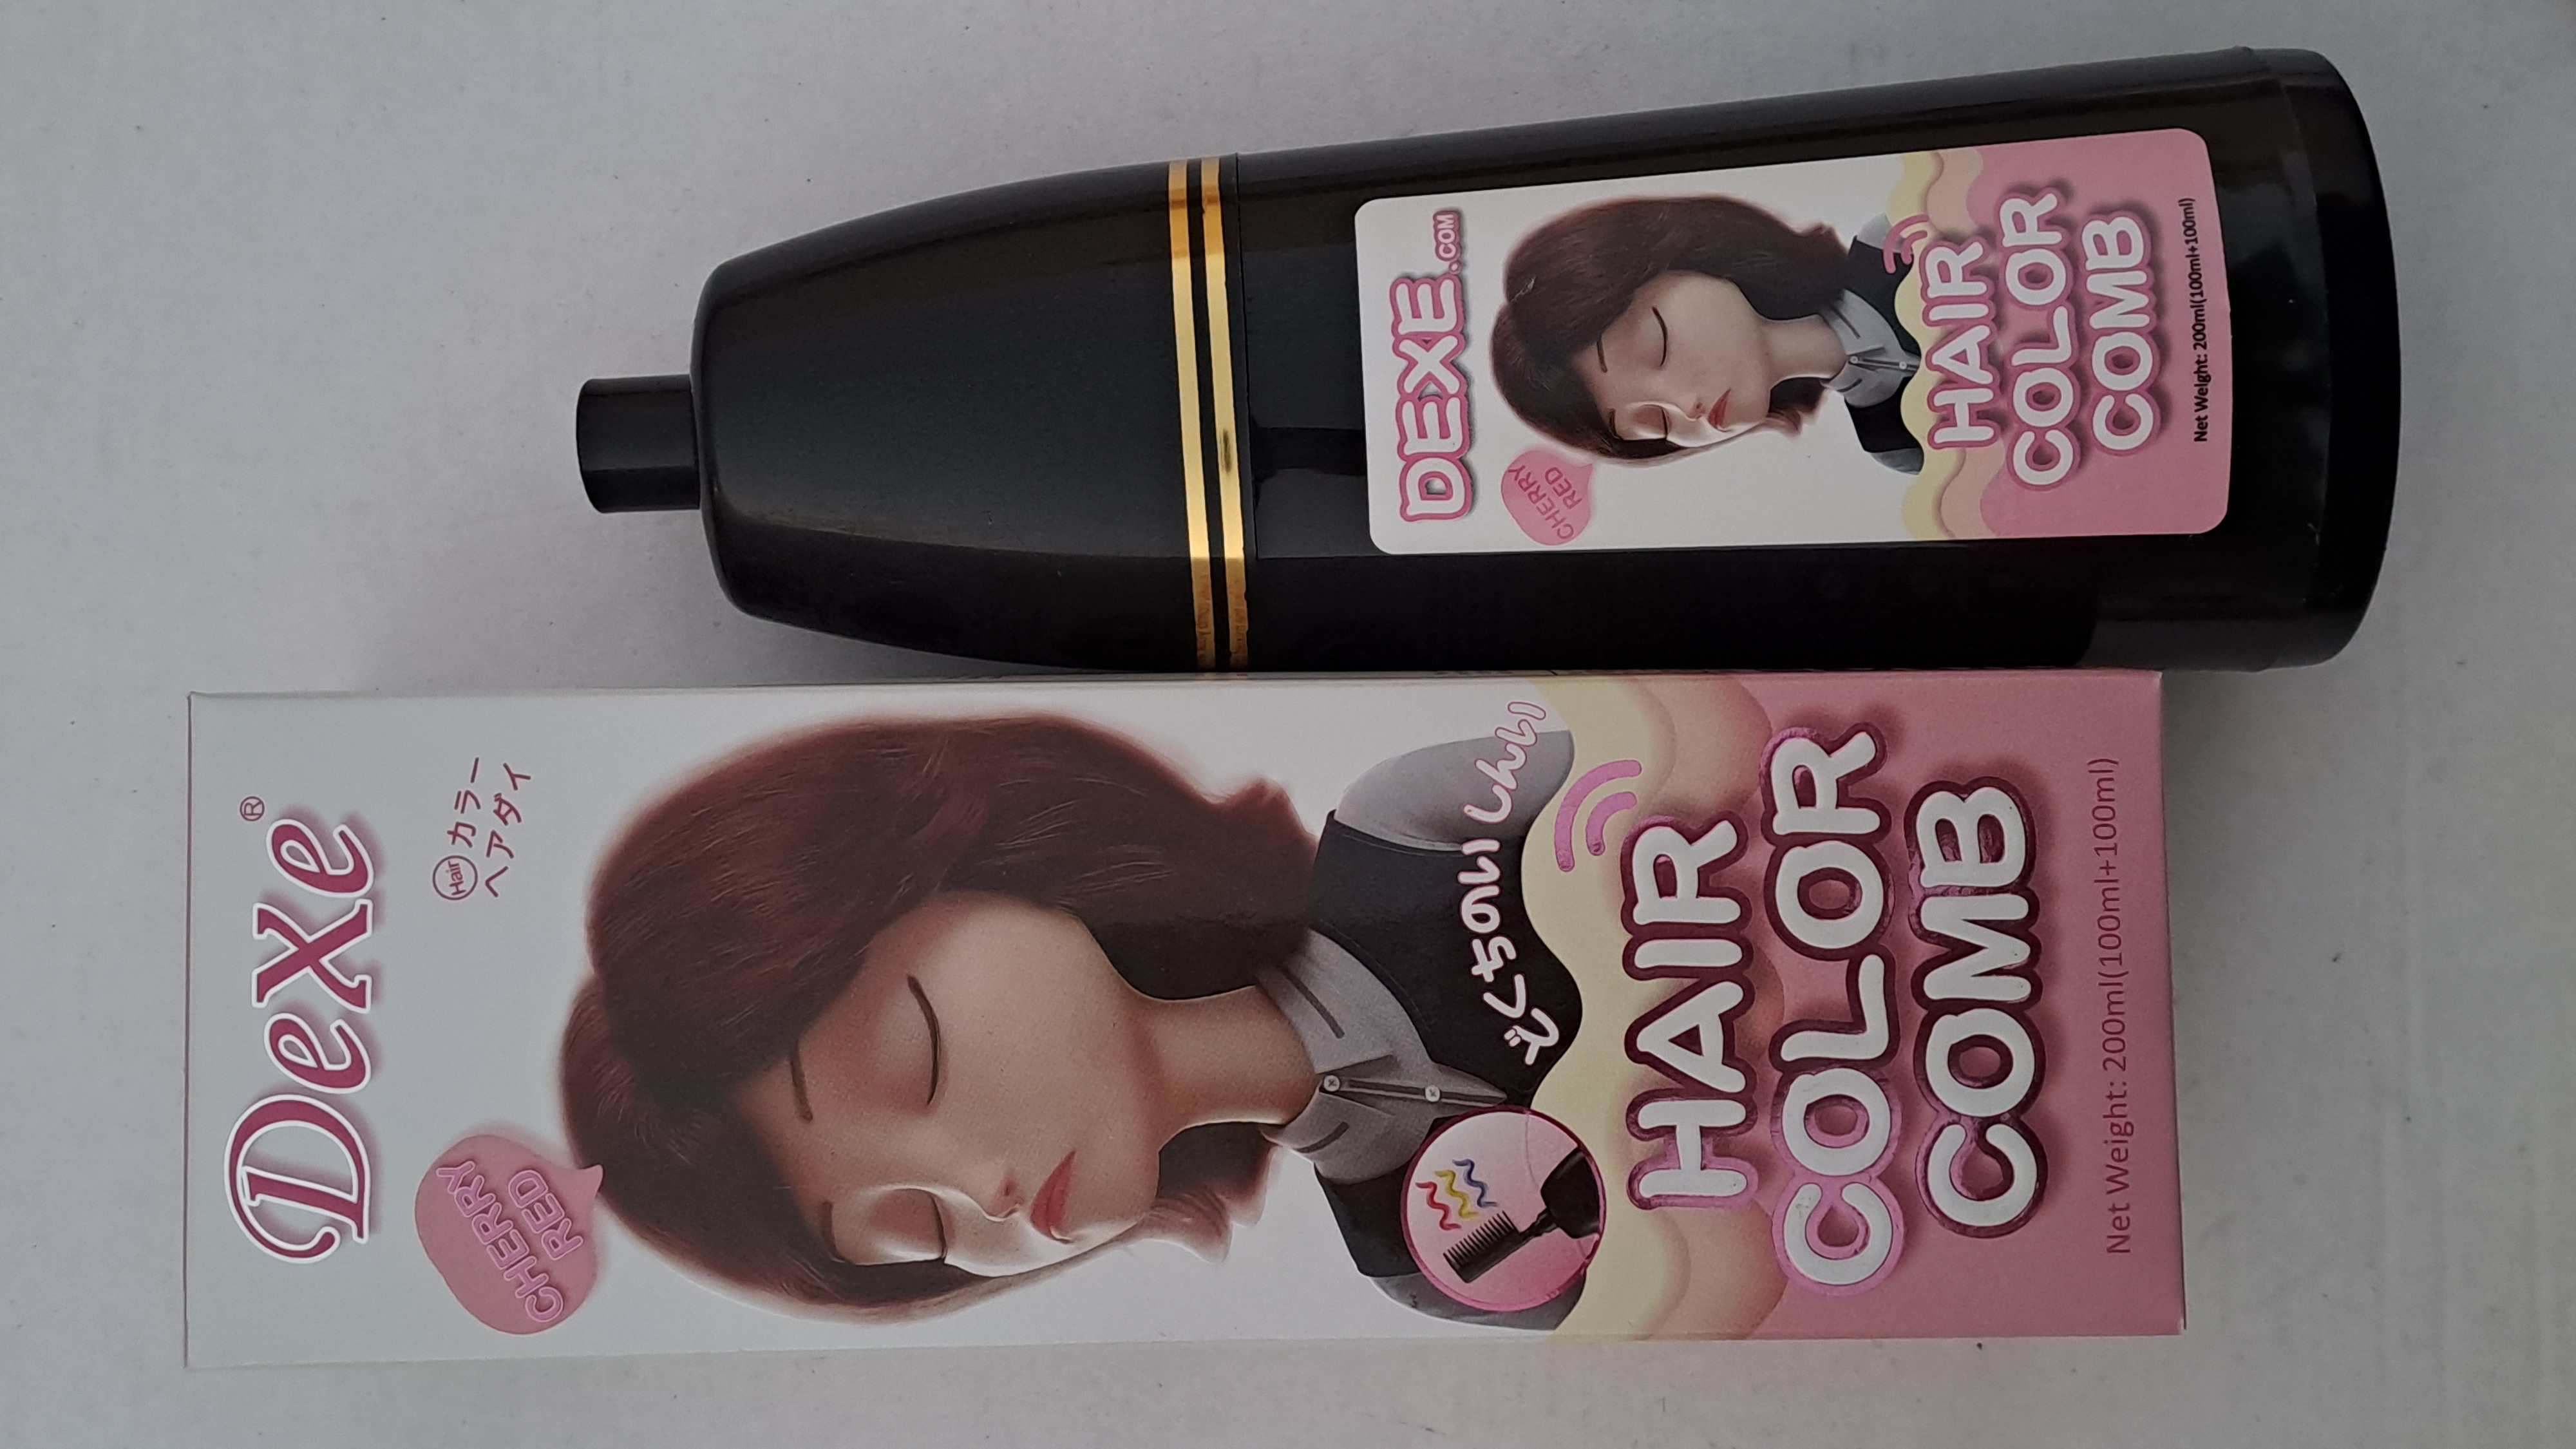 DeXe®
Hair カラー
ヘアダイ
CHERRY
RED
HAIR
COLOR
COMB
Net Weight: 200ml(100ml+100ml)
DEXE.COM
CHERRY
RED
HAIR
COLOR
COMB
Net Weight: 200ml(100ml+100ml)